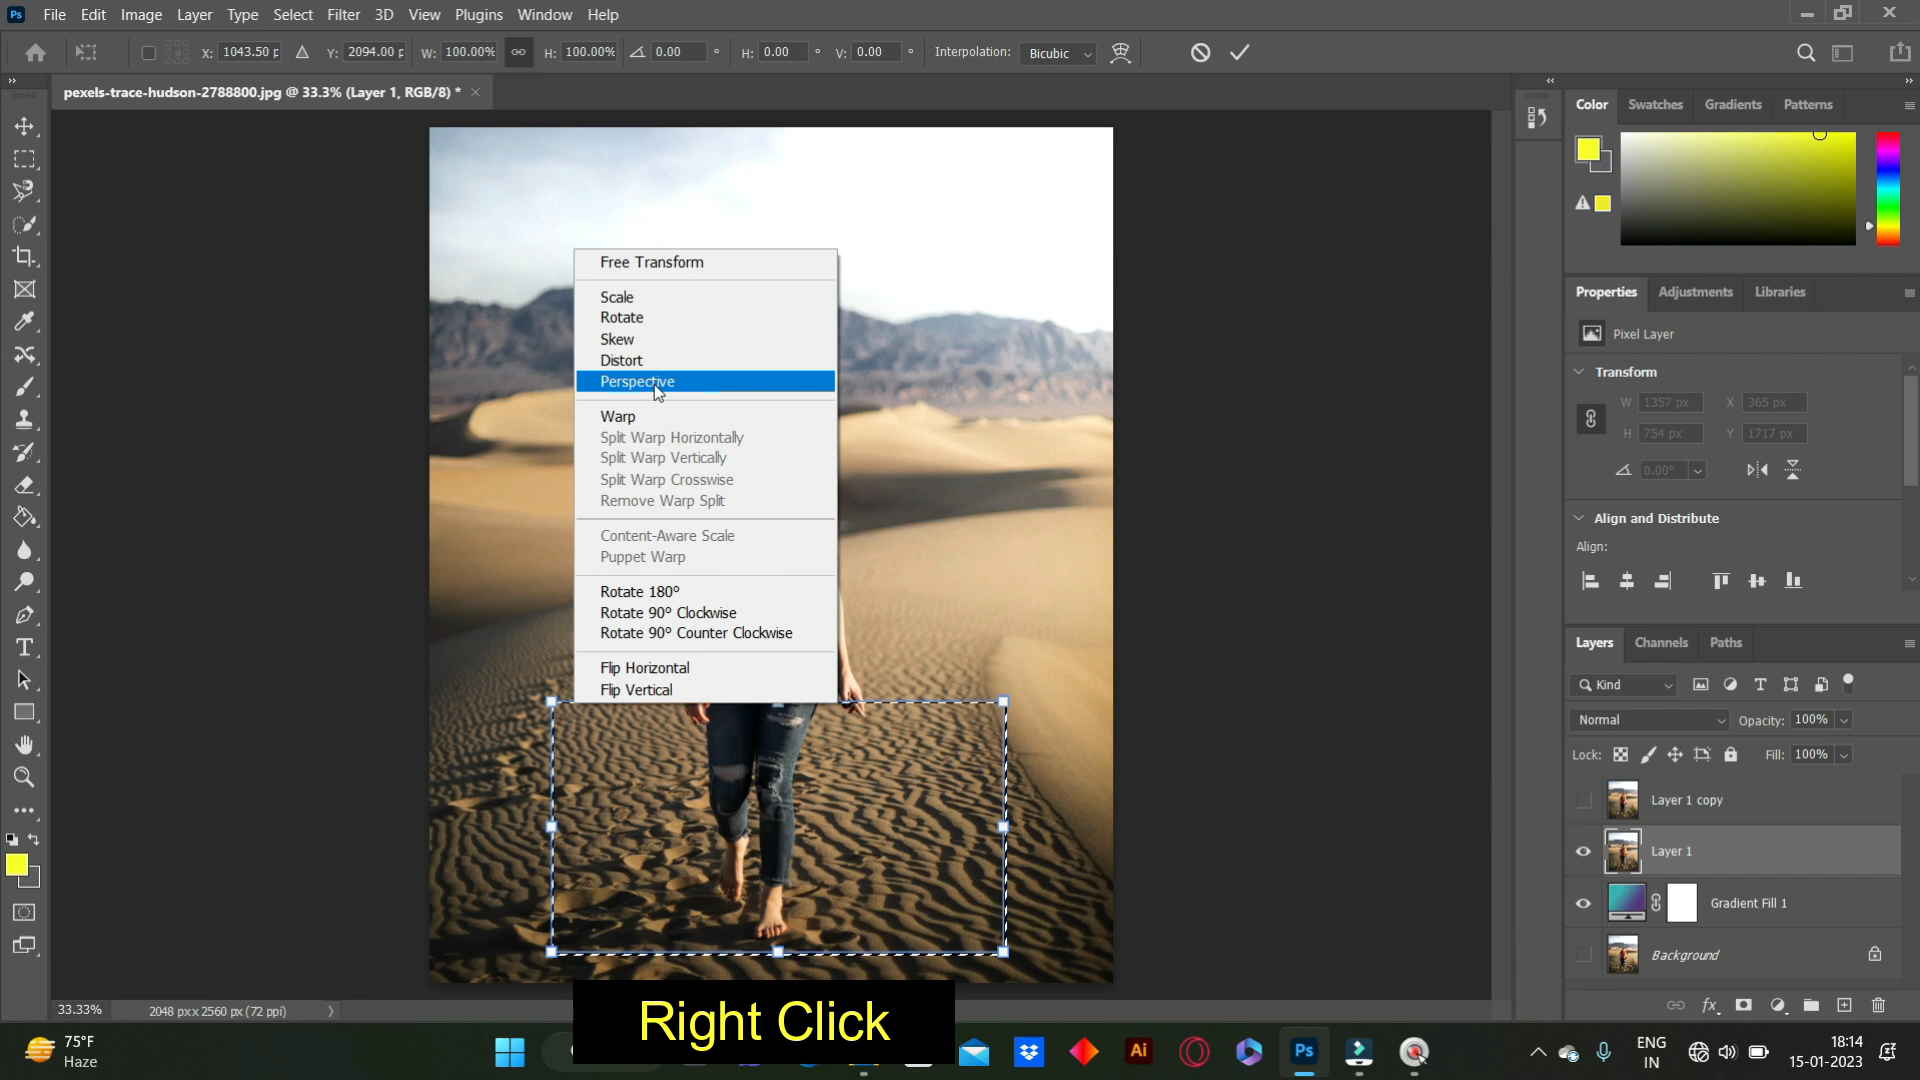 Ps File Edit Image Layer Type Select Filter 3D View Plugins Window Help
X: 1043.50 p Y: 2094.00 p W: 100.00% H: 100.00% 0.00 ° H: 0.00 ° V: 0.00 ° Interpolation: Bicubic
pexels-trace-hudson-2788800.jpg @ 33.3% (Layer 1, RGB/8) * ×
Color Swatches Gradients Patterns
Free Transform
Scale
Rotate
Skew
Distort
Perspective
Warp
Split Warp Horizontally
Split Warp Vertically
Split Warp Crosswise
Remove Warp Split
Content-Aware Scale
Puppet Warp
Rotate 180°
Rotate 90° Clockwise
Rotate 90° Counter Clockwise
Flip Horizontal
Flip Vertical
Properties Adjustments Libraries
Pixel Layer
Transform
W 1357 px X 365 px
H 754 px Y 1717 px
0.00°
Align and Distribute
Align:
Layers Channels Paths
Kind
Normal Opacity: 100%
Lock: Fill: 100%
Layer 1 copy
Layer 1
Gradient Fill 1
Background
fx
33.33% 2048 px x 2560 px (72 ppi)
Right Click
75°F
Haze
Ai Ps
ENG
IN
18:14
15-01-2023